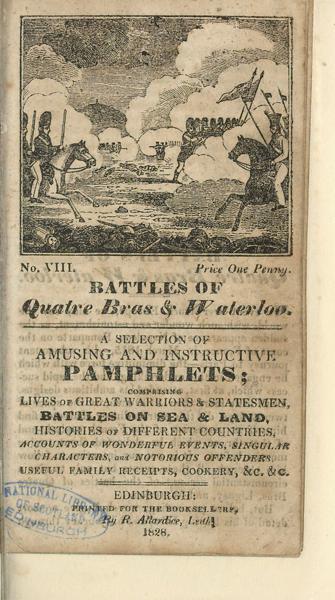 No. VIII. Price One Penny.
BATTLES OF
Quatre Bras & Waterloo.
A SELECTION OF
AMUSING AND INSTRUCTIVE
PAMPHLETS;
COMPRISING
LIVES OF GREAT WARRIORS & STATESMEN,
BATTLES ON SEA & LAND,
HISTORIES OF DIFFERENT COUNTRIES,
ACCOUNTS OF WONDERFUL EVENTS, SINGULAR
CHARACTERS, and NOTORIOUS OFFENDERS
USEFUL FAMILY RECEIPTS, COOKERY, &C. &C.
EDINBURGH:
PRINTED FOR THE BOOKSELLERS,
By R. Allardice, Leith
1828.
NATIONAL LIBRARY
OF SCOTLAND
EDINBURGH